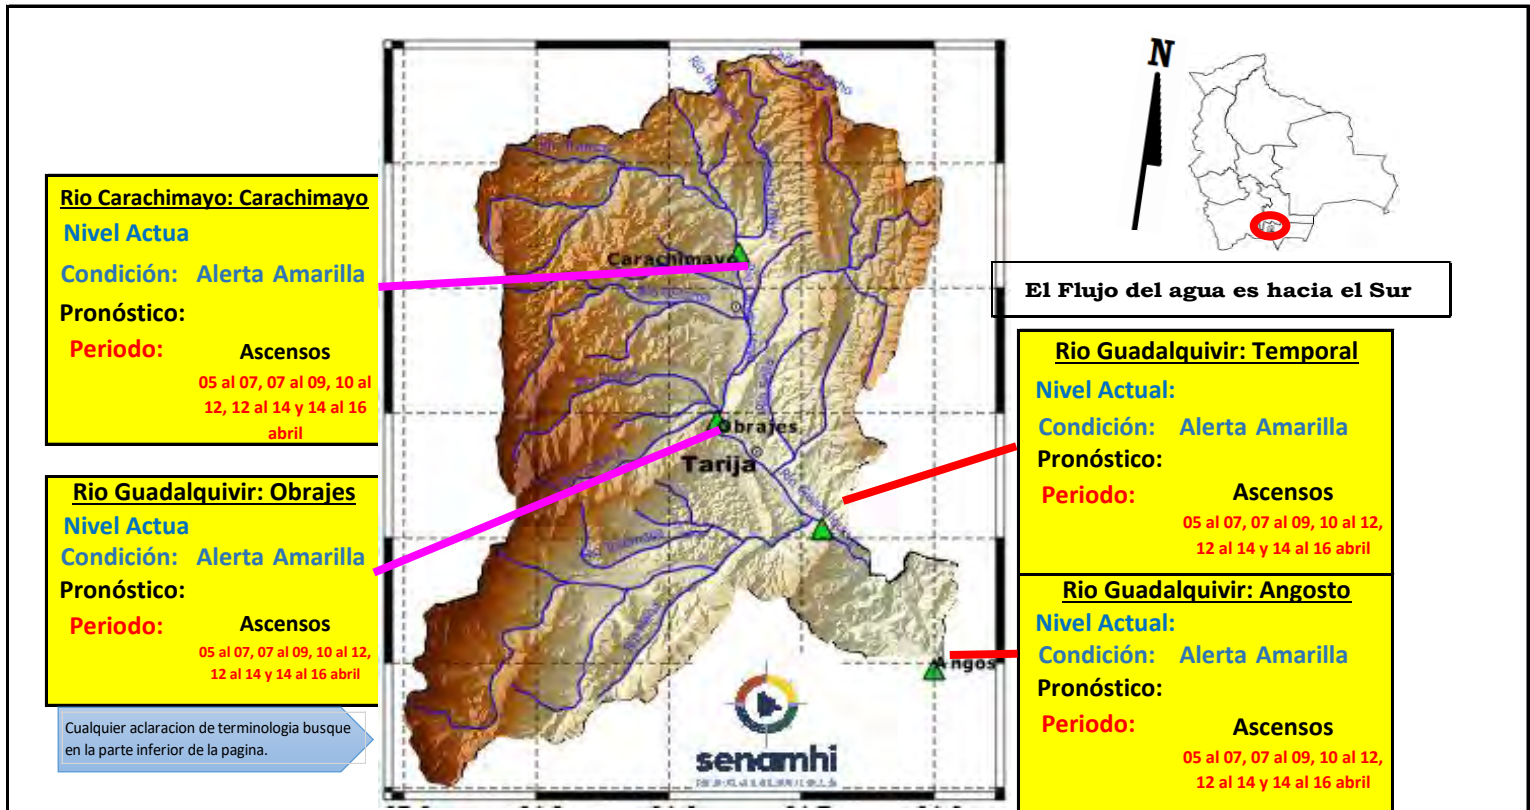 Rio Carachimayo: Carachimayo
Nivel Actua
Condición: Alerta Amarilla
Pronóstico:
Periodo: Ascensos
05 al 07, 07 al 09, 10 al
12, 12 al 14 y 14 al 16
abril
Rio Guadalquivir: Obrajes
Nivel Actua
Condición: Alerta Amarilla
Pronóstico:
Periodo: Ascensos
05 al 07, 07 al 09, 10 al 12,
12 al 14 y 14 al 16 abril
Cualquier aclaracion de terminologia busque
en la parte inferior de la pagina.
Carachimayo
Obrajes
Tarija
Angos
senamhi
N
El Flujo del agua es hacia el Sur
Rio Guadalquivir: Temporal
Nivel Actual:
Condición: Alerta Amarilla
Pronóstico:
Periodo: Ascensos
05 al 07, 07 al 09, 10 al 12,
12 al 14 y 14 al 16 abril
Rio Guadalquivir: Angosto
Nivel Actual:
Condición: Alerta Amarilla
Pronóstico:
Periodo: Ascensos
05 al 07, 07 al 09, 10 al 12,
12 al 14 y 14 al 16 abril